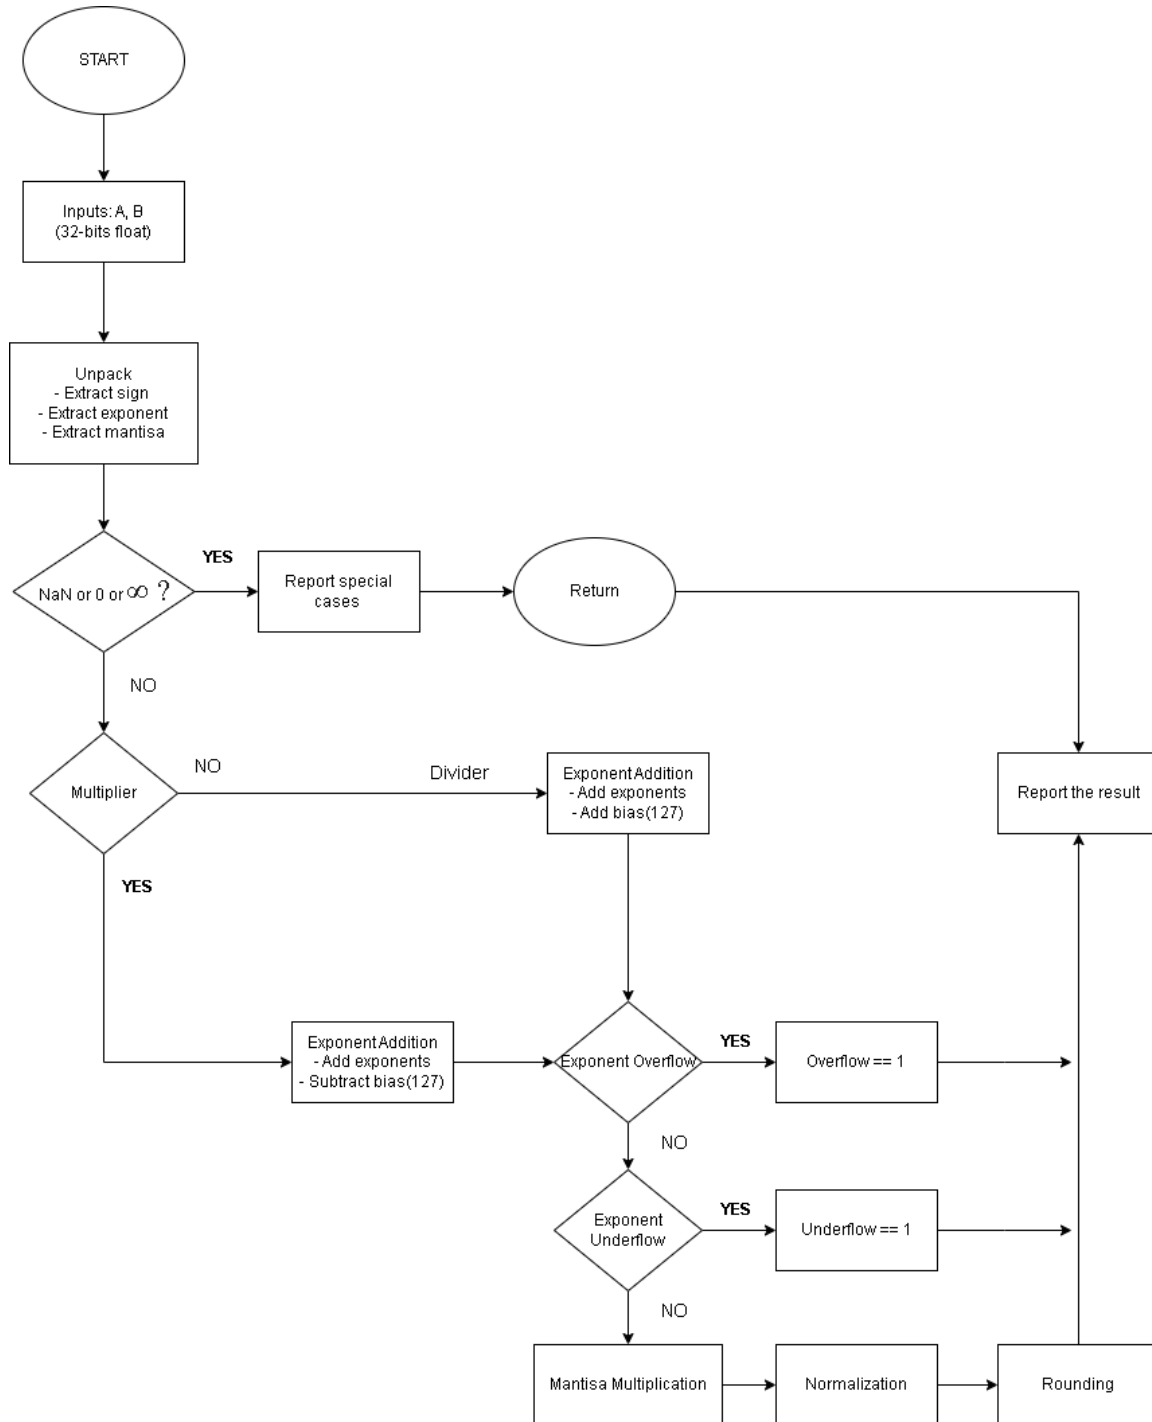 START
Inputs: A, B
(32-bits float)
Unpack
- Extract sign
- Extract exponent
- Extract mantisa
NaN or 0 or ∞ ?
YES
Report special
cases
Return
NO
Multiplier
NO
Divider
Exponent Addition
- Add exponents
- Add bias(127)
Report the result
YES
Exponent Addition
- Add exponents
- Subtract bias(127)
Exponent Overflow
YES
Overflow == 1
NO
Exponent
Underflow
YES
Underflow == 1
NO
Mantisa Multiplication
Normalization
Rounding